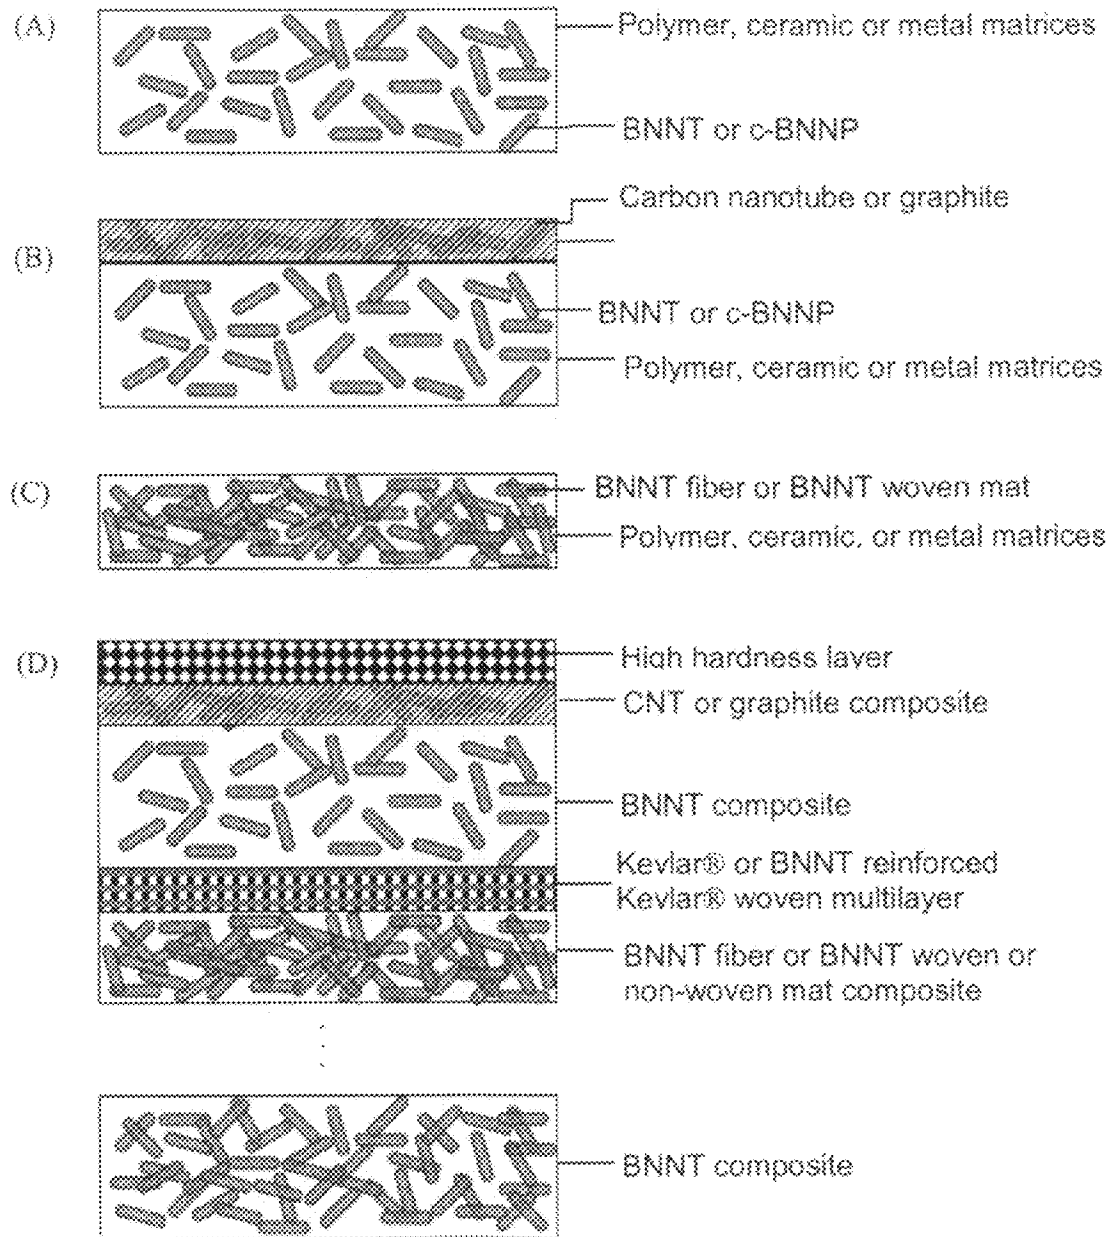 (A)
Polymer, ceramic or metal matrices
BNNT or c-BNNP
Carbon nanotube or graphite
(B)
BNNT or c-BNNP
Polymer, ceramic or metal matrices
(C)
BNNT fiber or BNNT woven mat
Polymer, ceramic, or metal matrices
(D)
High hardness layer
CNT or graphite composite
BNNT composite
Kevlar® or BNNT reinforced
Kevlar® woven multilayer
BNNT fiber or BNNT woven or
non-woven mat composite
BNNT composite